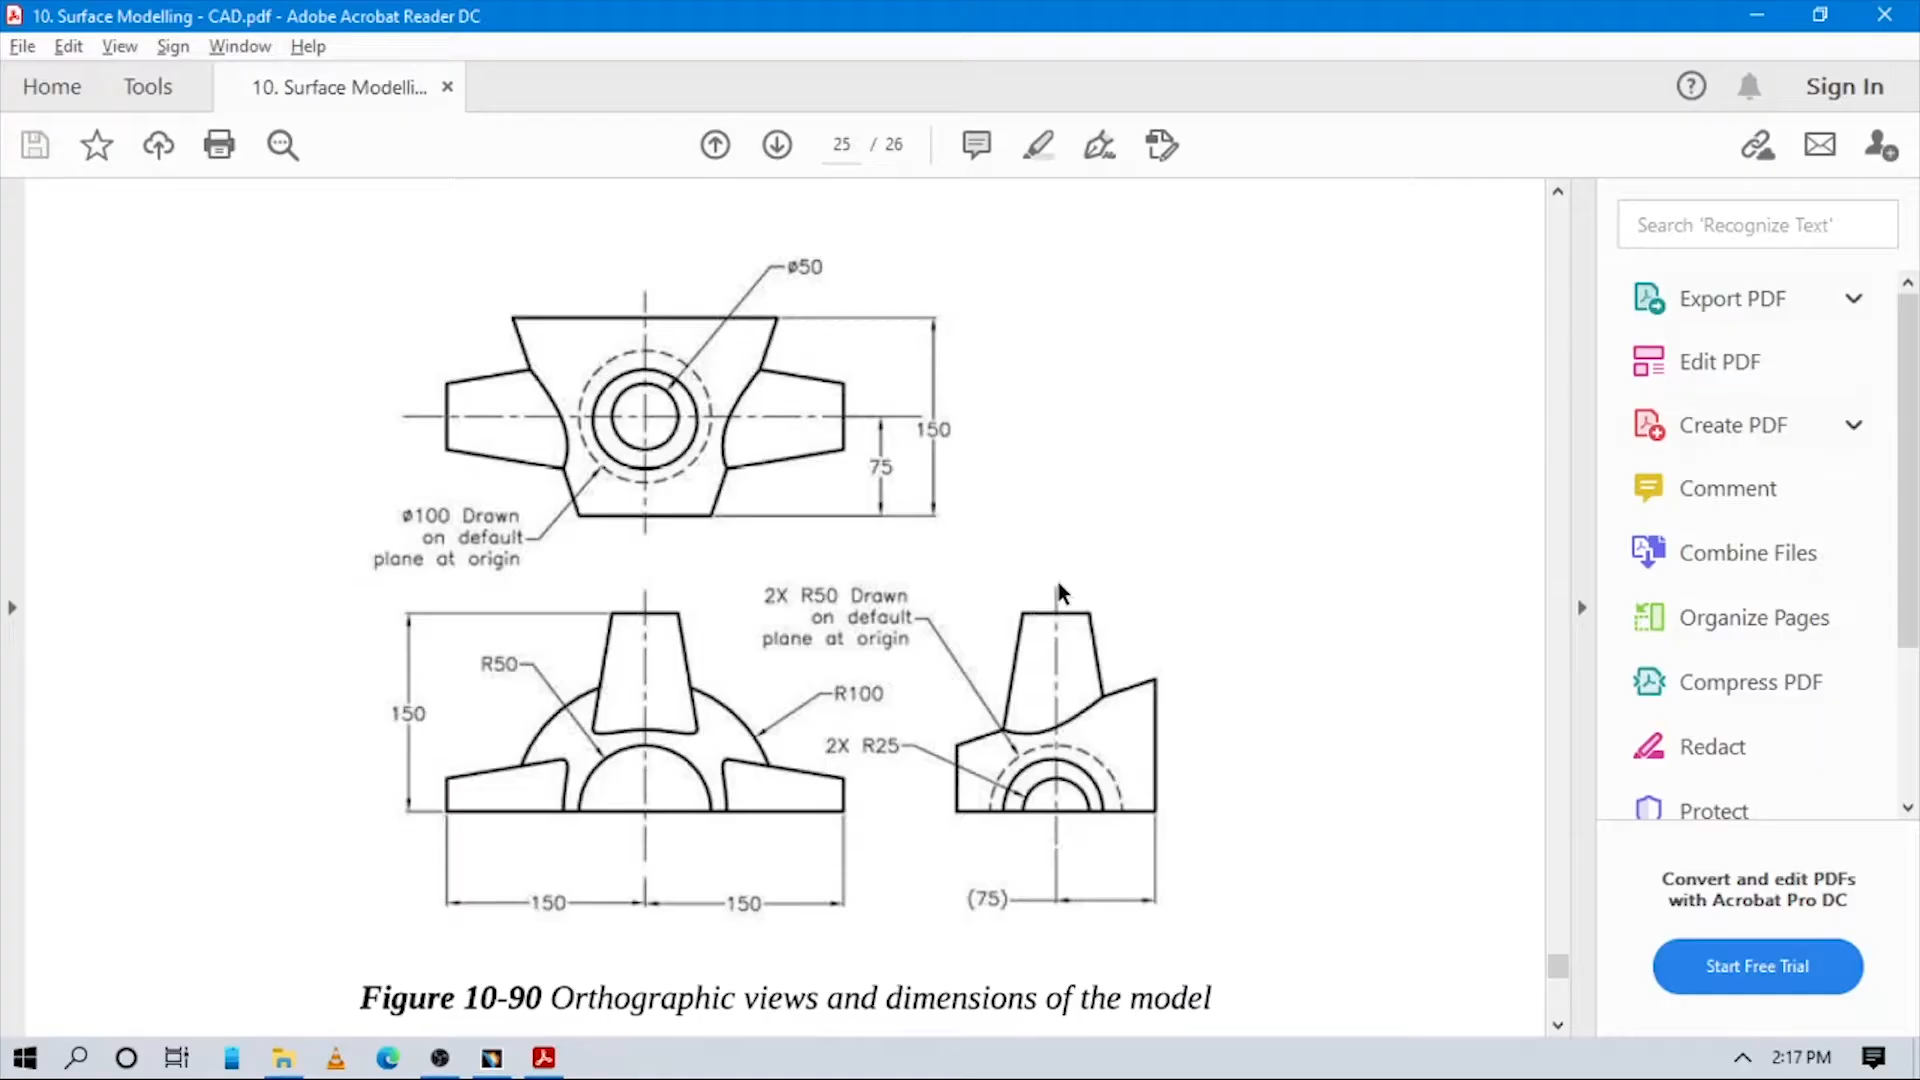 10. Surface Modelling - CAD.pdf - Adobe Acrobat Reader DC
File Edit View Sign Window Help
Home Tools 10. Surface Modelli... × Sign In
25 / 26
Search 'Recognize Text'
Export PDF
Edit PDF
Create PDF
Comment
Combine Files
Organize Pages
Compress PDF
Redact
Protect
Convert and edit PDFs
with Acrobat Pro DC
Start Free Trial
ø50
150
75
ø100 Drawn
on default
plane at origin
2X R50 Drawn
on default
plane at origin
R50
R100
150
2X R25
150
150
(75)
Figure 10-90 Orthographic views and dimensions of the model
2:17 PM